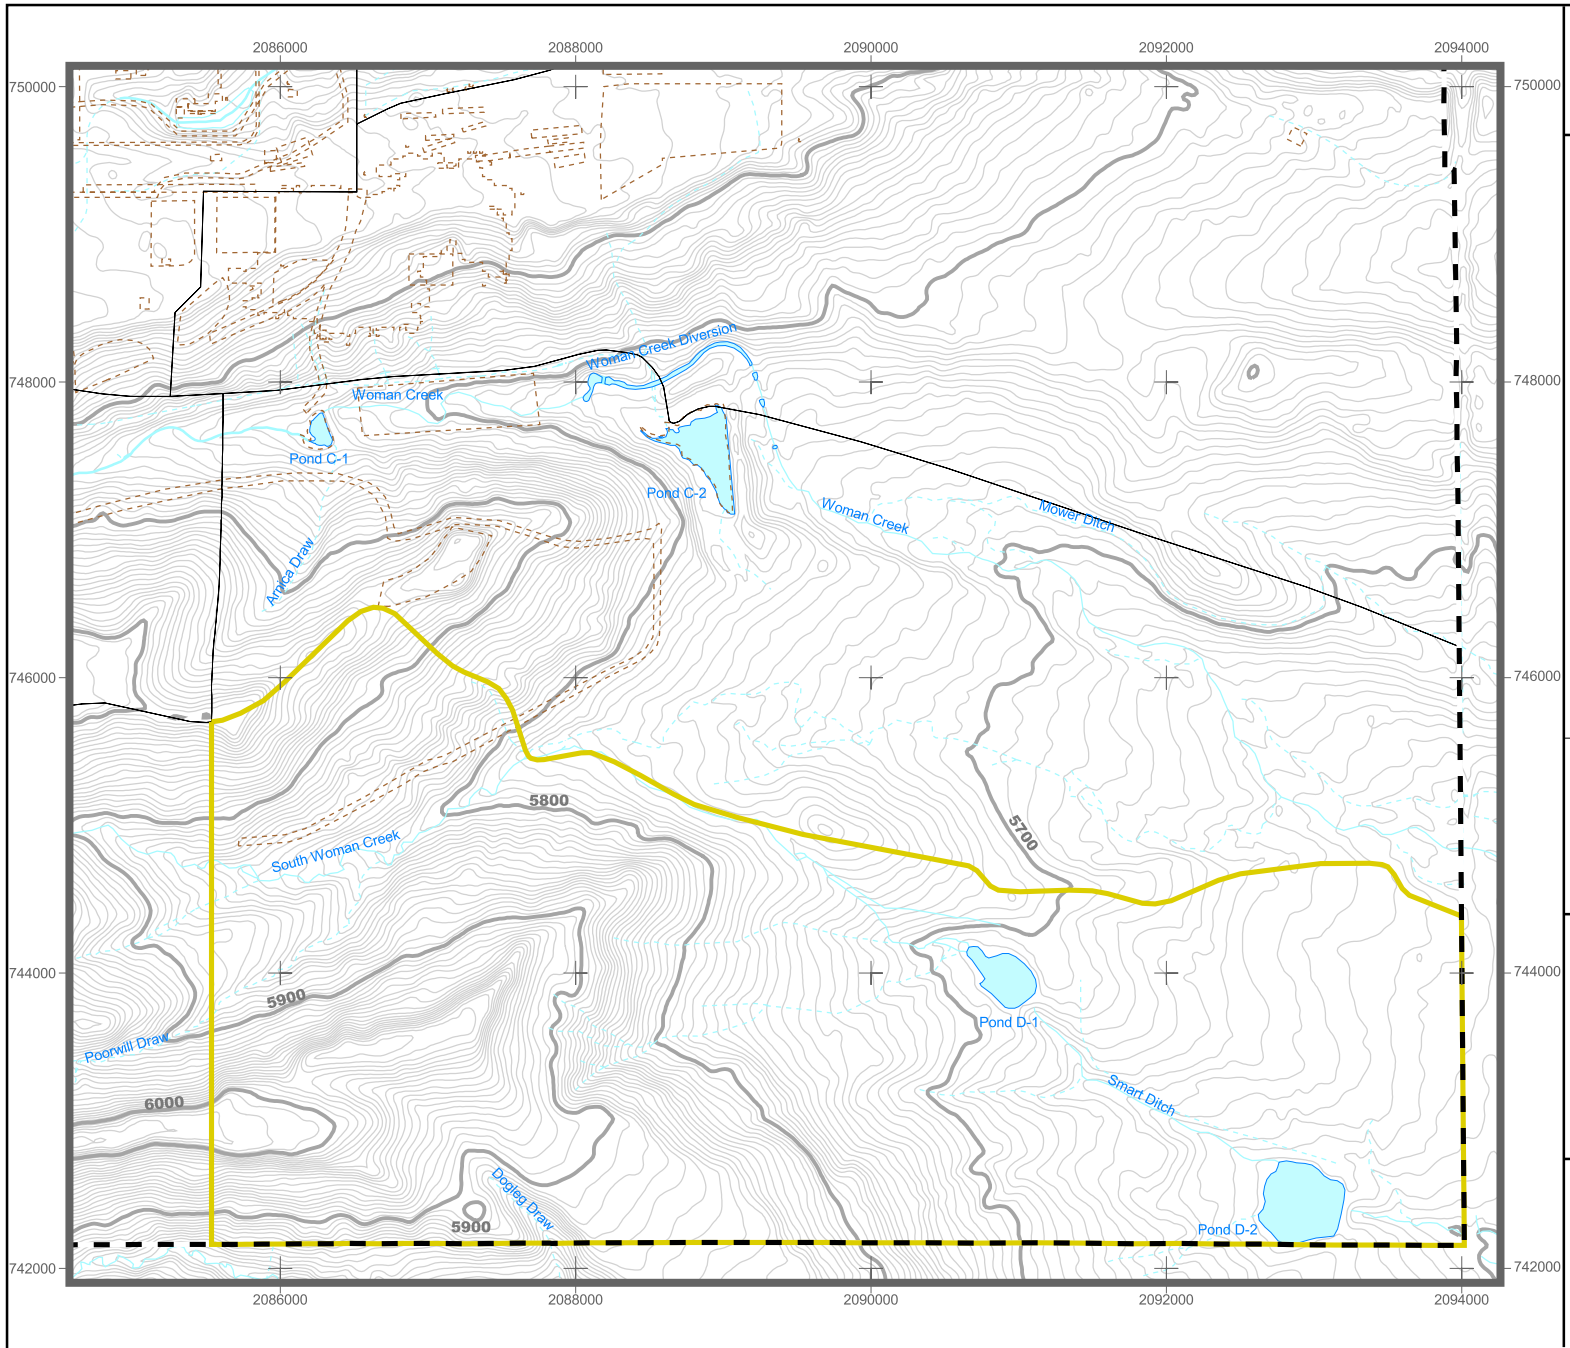 2086000 2088000 2090000 2092000 2094000
750000 750000
Woman Creek Diversion
748000 748000
Woman Creek
Pond C-1
Pond C-2
Woman Creek
Mower Ditch
Arnica Draw
746000 746000
5800
5700
South Woman Creek
744000 744000
5900
Pond D-1
Poorwill Draw
Smart Ditch
6000
Dogleg Draw
5900
Pond D-2
742000 742000
2086000 2088000 2090000 2092000 2094000